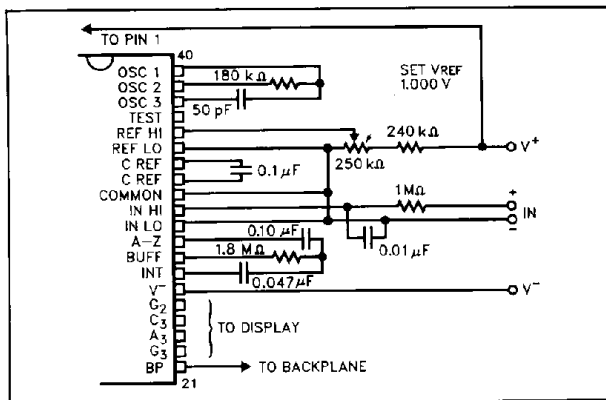 TO PIN 1
40
OSC 1
OSC 2
OSC 3
TEST
REF HI
REF LO
C REF
C REF
COMMON
IN HI
IN LO
A–Z
BUFF
INT
V⁻
G₂
C₃
A₃
G₃
BP
21
180 kΩ
50 pF
SET VREF
1.000 V
240 kΩ
250 kΩ
V⁺
0.1 μF
1MΩ
+
IN
−
0.01 μF
0.10 μF
1.8 MΩ
0.047μF
V⁻
TO DISPLAY
TO BACKPLANE